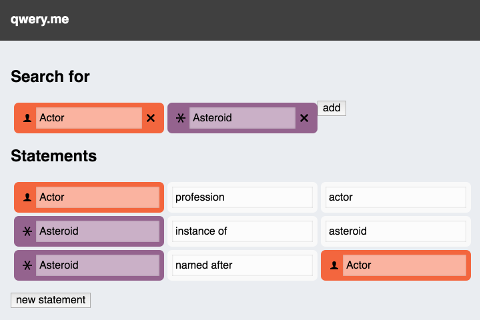 qwery.me
Search for
Actor Asteroid add
Statements
Actor profession actor
Asteroid instance of asteroid
Asteroid named after Actor
new statement